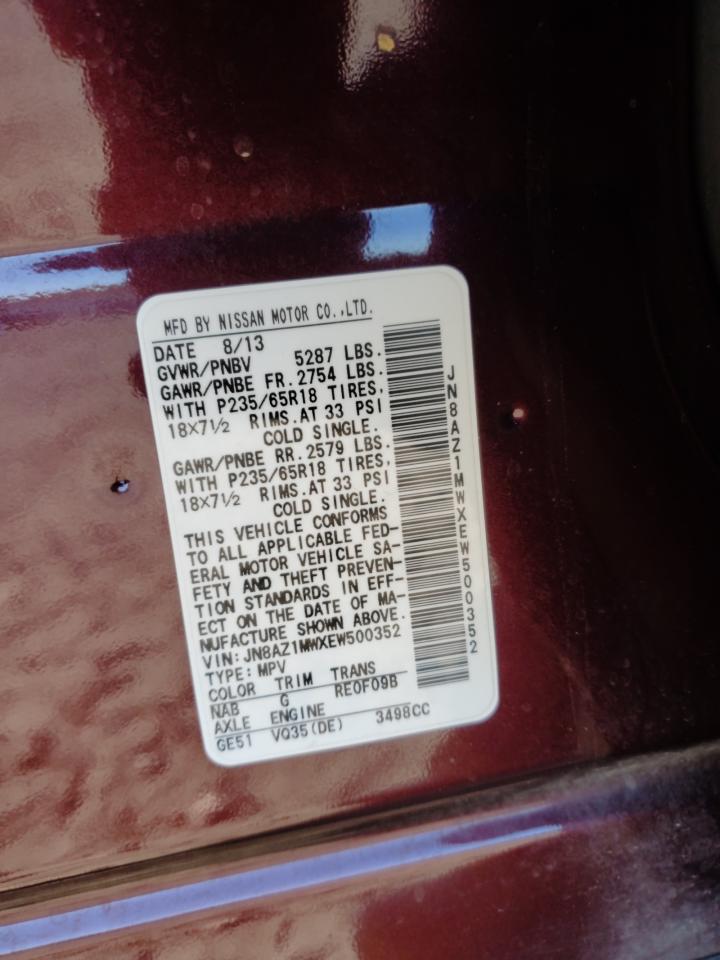 MFD BY NISSAN MOTOR CO.,LTD.
DATE 8/13
GVWR/PNBV 5287 LBS.
GAWR/PNBE FR. 2754 LBS.
WITH P235/65R18 TIRES,
18X7½ RIMS.AT 33 PSI
COLD SINGLE.
GAWR/PNBE RR. 2579 LBS.
WITH P235/65R18 TIRES,
18X7½ RIMS.AT 33 PSI
COLD SINGLE.
THIS VEHICLE CONFORMS
TO ALL APPLICABLE FED-
ERAL MOTOR VEHICLE SA-
FETY AND THEFT PREVEN-
TION STANDARDS IN EFF-
ECT ON THE DATE OF MA-
NUFACTURE SHOWN ABOVE.
VIN:JN8AZ1MWXEW500352
TYPE:MPV
COLOR TRIM TRANS
NAB G RE0F09B
AXLE ENGINE
GE51 VQ35(DE) 3498CC
JN8AZ1MWXEW500352